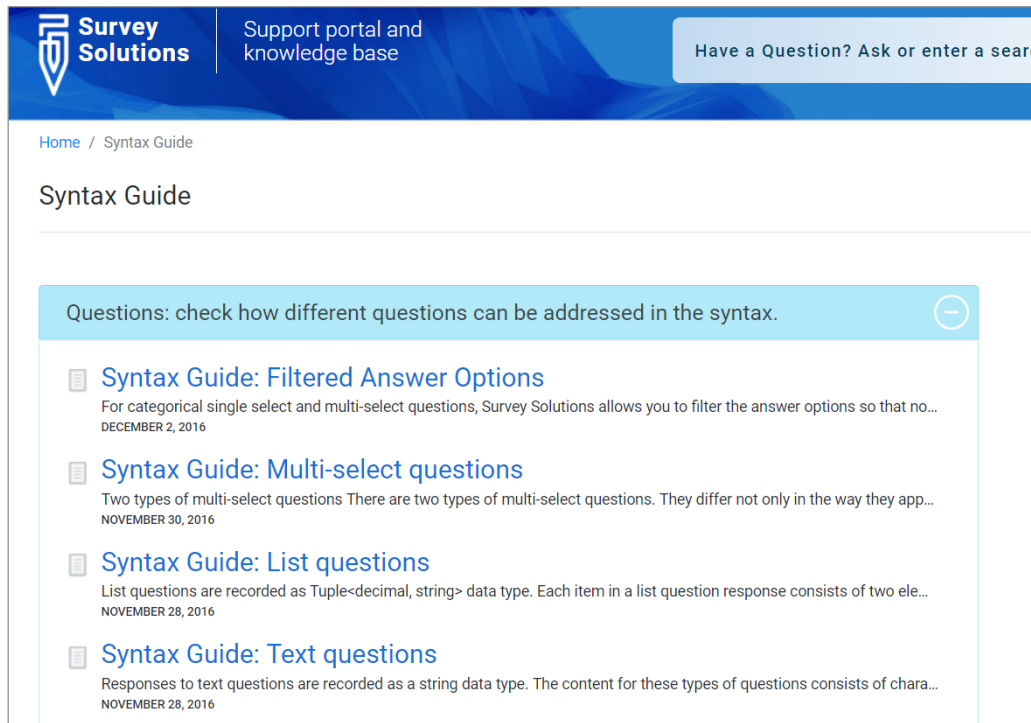 Survey
Solutions
Support portal and
knowledge base
Have a Question? Ask or enter a sear
Home / Syntax Guide
Syntax Guide
Questions: check how different questions can be addressed in the syntax.
Syntax Guide: Filtered Answer Options
For categorical single select and multi-select questions, Survey Solutions allows you to filter the answer options so that no...
DECEMBER 2, 2016
Syntax Guide: Multi-select questions
Two types of multi-select questions There are two types of multi-select questions. They differ not only in the way they app...
NOVEMBER 30, 2016
Syntax Guide: List questions
List questions are recorded as Tuple<decimal, string> data type. Each item in a list question response consists of two ele...
NOVEMBER 28, 2016
Syntax Guide: Text questions
Responses to text questions are recorded as a string data type. The content for these types of questions consists of chara...
NOVEMBER 28, 2016